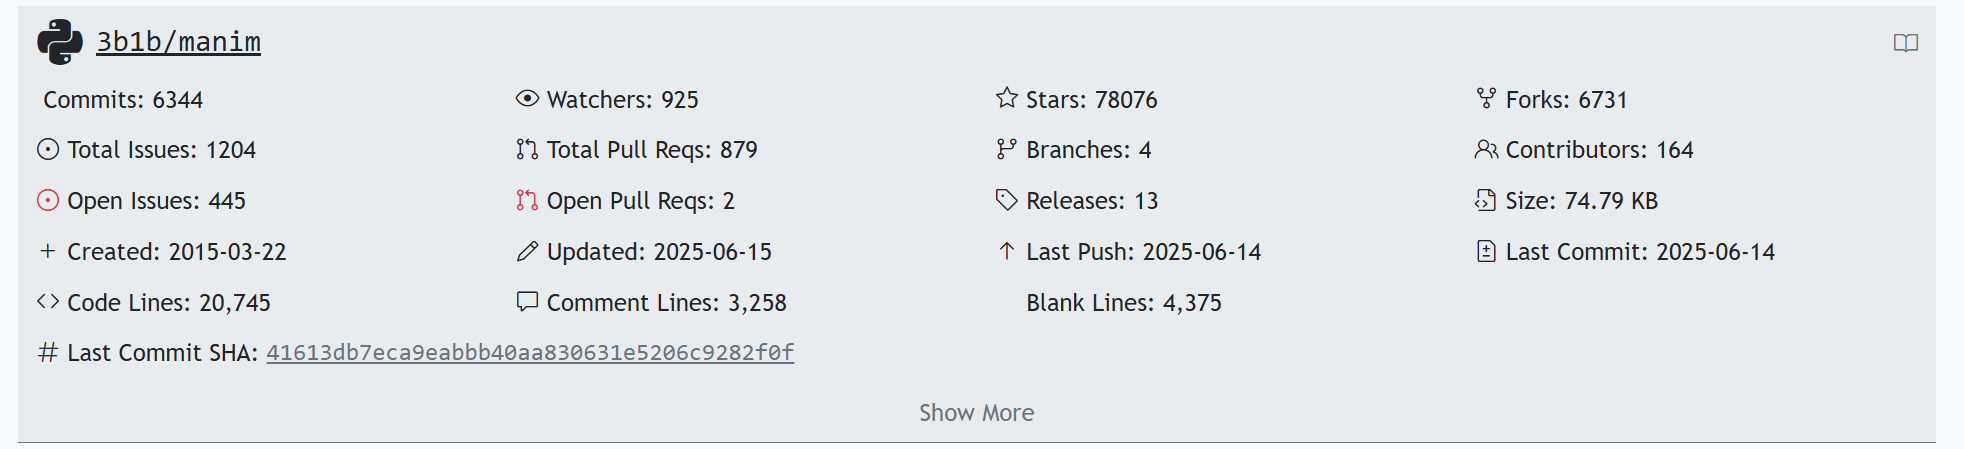 3b1b/manim
Commits: 6344 Watchers: 925 Stars: 78076 Forks: 6731
Total Issues: 1204 Total Pull Reqs: 879 Branches: 4 Contributors: 164
Open Issues: 445 Open Pull Reqs: 2 Releases: 13 Size: 74.79 KB
Created: 2015-03-22 Updated: 2025-06-15 Last Push: 2025-06-14 Last Commit: 2025-06-14
Code Lines: 20,745 Comment Lines: 3,258 Blank Lines: 4,375
Last Commit SHA: 41613db7eca9eabbb40aa830631e5206c9282f0f
Show More